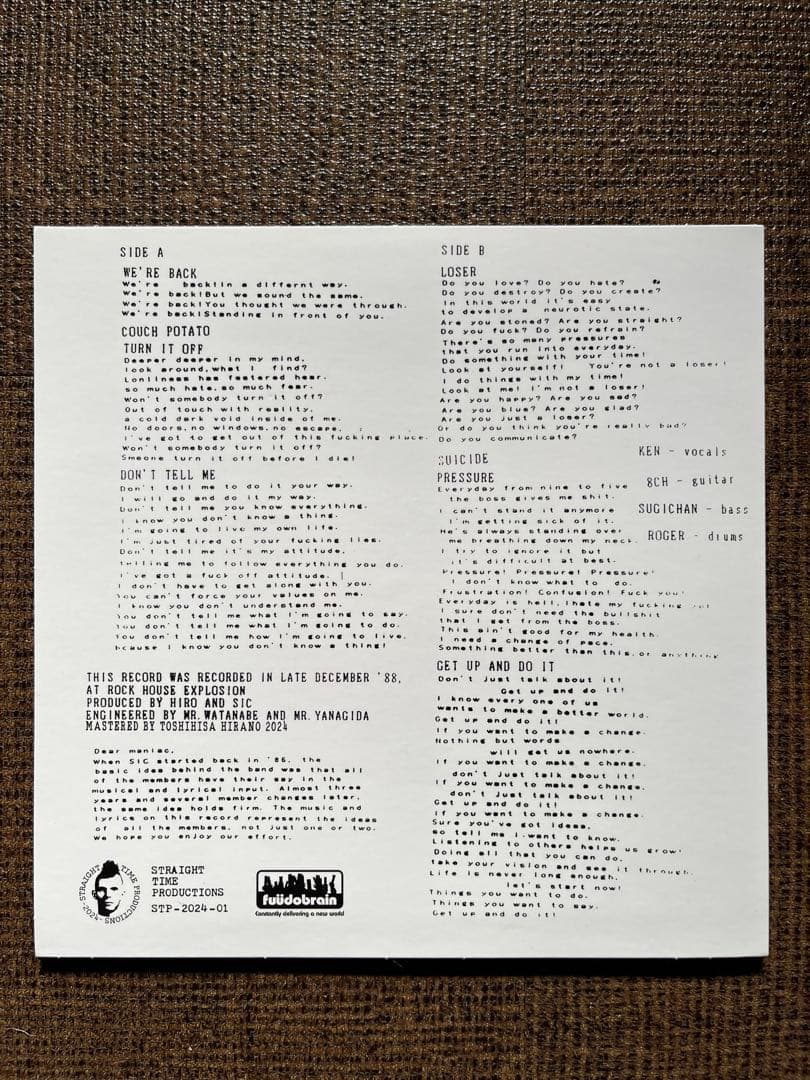 SIDE A
WE'RE BACK
We're back!in a differnt way.
We're back!But we sound the same.
We're back!You thought we were through.
We're back!Standing in front of you.
COUCH POTATO
TURN IT OFF
Deeper deeper in my mind,
look around,what I find?
Lonliness has fastered hear.
so much hate,so much fear.
Won't somebody turn it off?
Out of touch with reality,
a cold dark void inside of me.
No doors,no windows,no escape,
I've got to get out of this fucking place.
Won't somebody turn it off?
Smeone turn it off before I die!
DON'T TELL ME
Don't tell me to do it your way.
I will go and do it my way.
Don't tell me you know everything.
I know you don't know a thing.
I'm going to live my own life.
I'm just tired of your fucking lies.
Don't tell me it's my attitude,
telling me to follow everything you do.
I've got a fuck off attitude.
I don't have to get along with you.
You can't force your values on me.
I know you don't understand me.
You don't tell me what I'm going to say.
You don't tell me what I'm going to do.
You don't tell me how I'm going to live.
bcause I know you don't know a thing!
THIS RECORD WAS RECORDED IN LATE DECEMBER '88,
AT ROCK HOUSE EXPLOSION
PRODUCED BY HIRO AND SIC
ENGINEERED BY MR.WATANABE AND MR.YANAGIDA
MASTERED BY TOSHIHISA HIRANO 2024
Dear maniac,
When SIC started back in '86, the
basic idea behind the band was that all
of the members have their say in the
musical and lyrical input. Almost three
years and several member changes later,
the same idea holds firm. The music and
lyrics on this record represent the ideas
of all the members, not just one or two.
We hope you enjoy our effort.
STRAIGHT TIME PRODUCTIONS 2024
STRAIGHT
TIME
PRODUCTIONS
STP-2024-01
fuüdobrain
Constantly delivering a new world
SIDE B
LOSER
Do you love? Do you hate?
Do you destroy? Do you create?
In this world it's easy
to develop a neurotic state.
Are you stoned? Are you straight?
Do you fuck? Do you refrain?
There's so many pressures
that you run into everyday.
Do something with your time!
Look at yourself! You're not a loser!
I do things with my time!
Look at me! I'm not a loser!
Are you happy? Are you sad?
Are you blue? Are you glad?
Are you just a loser?
Or do you think you're really bad?
Do you communicate?
KEN - vocals
8CH - guitar
SUGICHAN - bass
ROGER - drums
SUICIDE
PRESSURE
Everyday from nine to five
the boss gives me shit.
I can't stand it anymore
I'm getting sick of it.
He's always standing over
me breathing down my neck.
I try to ignore it but
it's difficult at best.
Pressure! Pressure! Pressure!
I don't know what to do.
Frustration! Confusion! Fuck you!
Everyday is hell,Ihate my fucking
I sure don't need the bullshit
that I get from the boss.
This ain't good for my health.
I need a change of pace.
Something better than this,or anything
GET UP AND DO IT
Don't just talk about it!
Get up and do it!
I know every one of us
wants to make a better world.
Get up and do it!
If you want to make a change.
Nothing but words
will get us nowhere.
If you want to make a change.
don't just talk about it!
If you want to make a change.
don't just talk about it!
Get up and do it!
If you want to make a change.
Sure you've got ideas,
so tell me I want to know.
Listening to others helps us grow!
Doing all that you can do,
take your vision and see it through.
Life is never long enough,
let's start now!
Things you want to do.
Things you want to say.
Get up and do it!